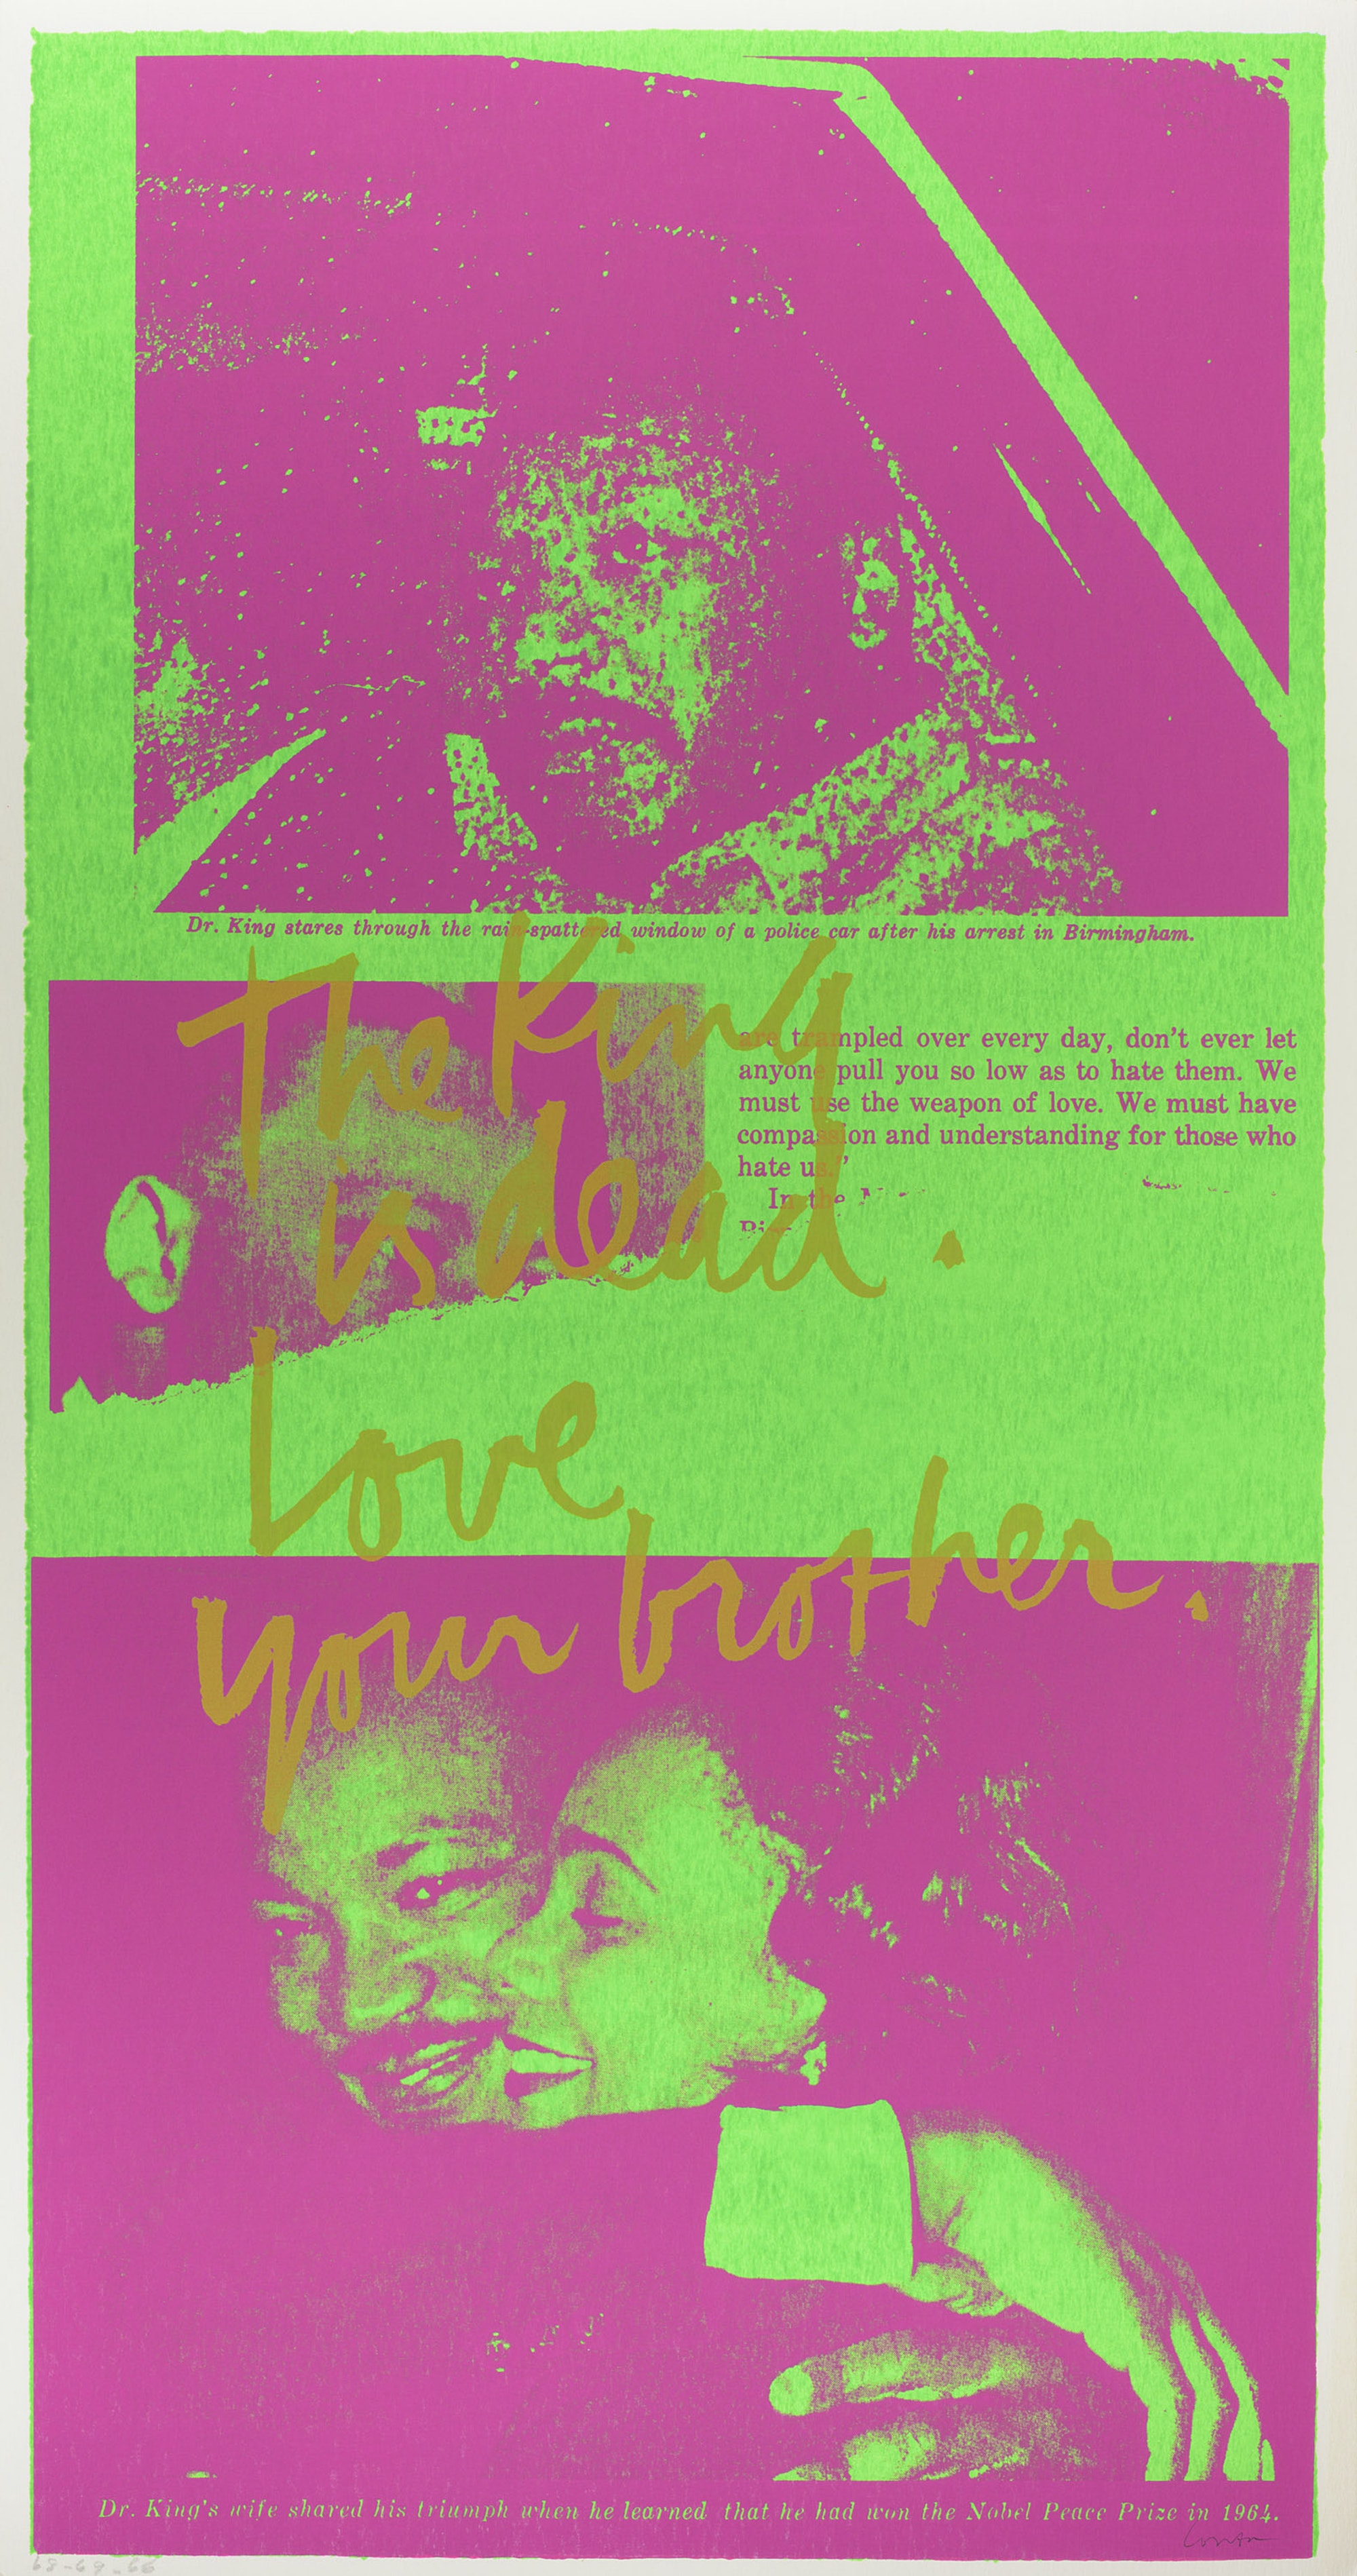 Dr. King stares through the rain-spattered window of a police car after his arrest in Birmingham.
The King
is dead.
are trampled over every day, don't ever let
anyone pull you so low as to hate them. We
must use the weapon of love. We must have
compassion and understanding for those who
hate us."
In the
Love
your brother.
Dr. King's wife shared his triumph when he learned that he had won the Nobel Peace Prize in 1964.
68-69-66